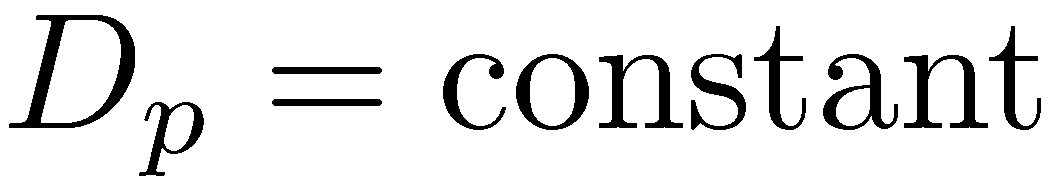 D_p = constant